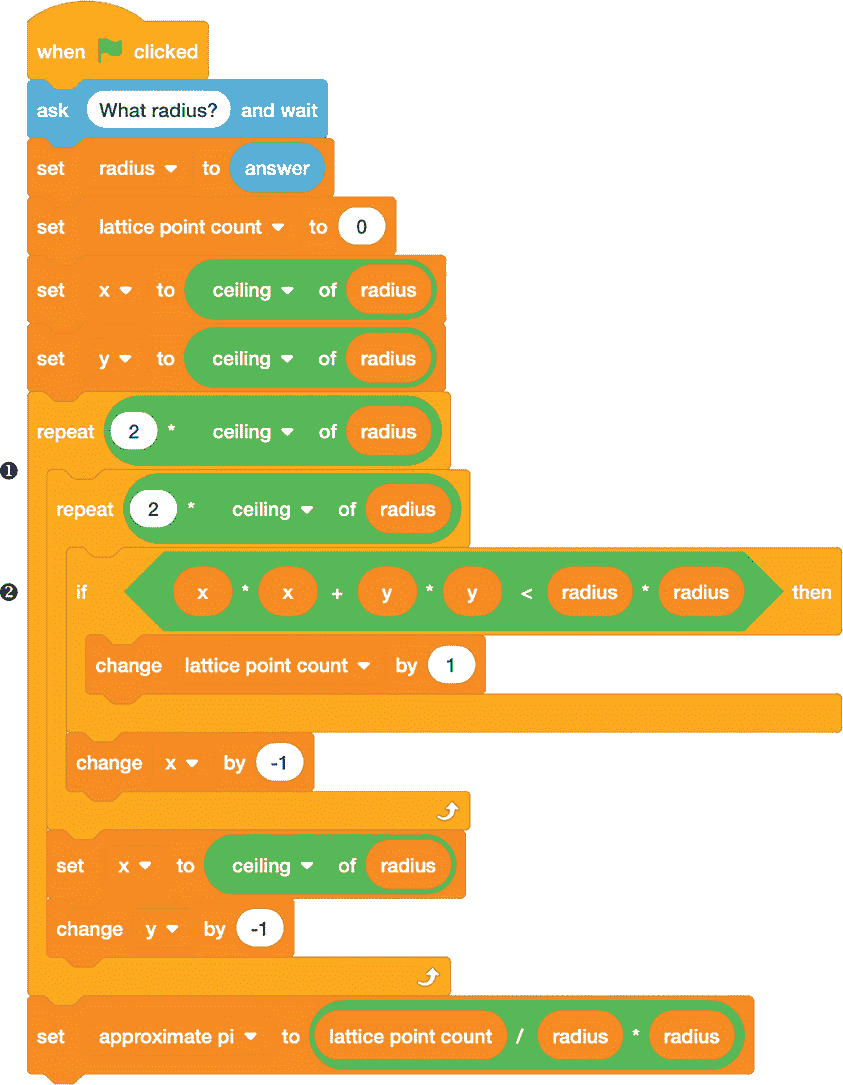 when clicked
ask What radius? and wait
set radius to answer
set lattice point count to 0
set x to ceiling of radius
set y to ceiling of radius
repeat 2 * ceiling of radius
❶
repeat 2 * ceiling of radius
❷ if x * x + y * y < radius * radius then
change lattice point count by 1
change x by -1
set x to ceiling of radius
change y by -1
set approximate pi to lattice point count / radius * radius